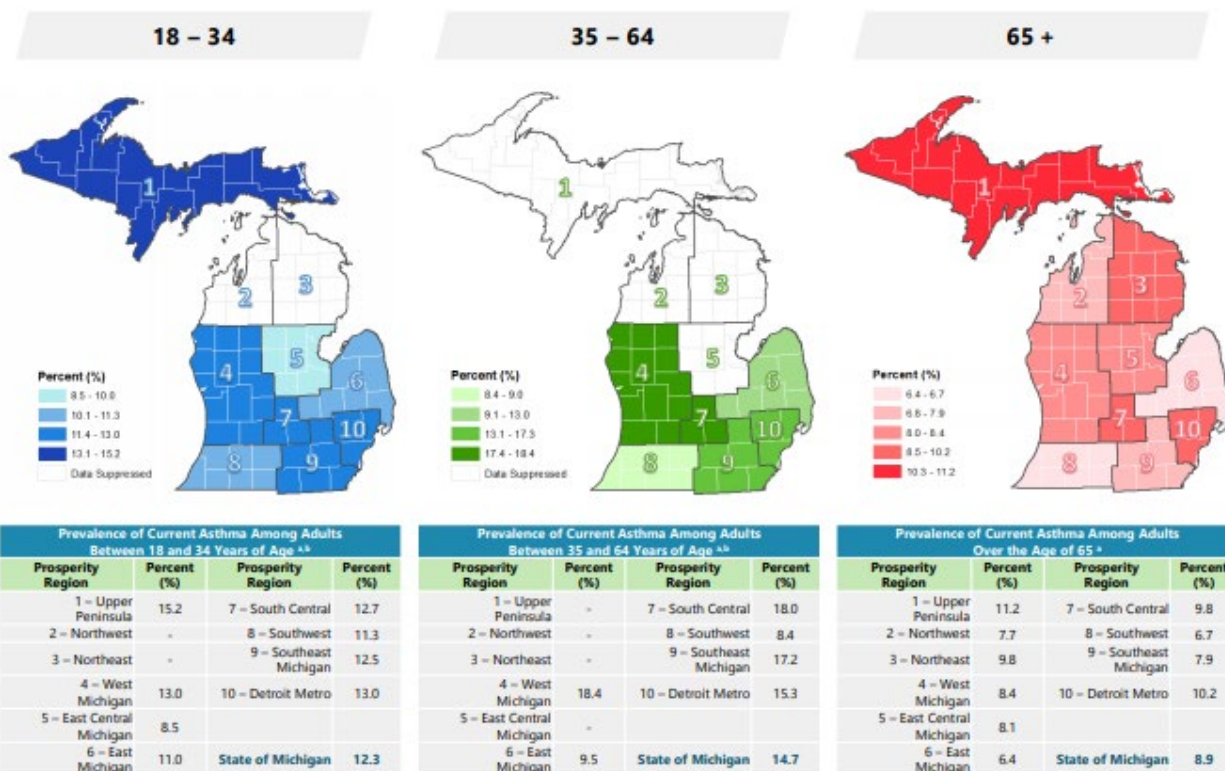 18 – 34
35 – 64
65 +
1
2
3
4
5
6
7
8
9
10
Percent (%)
8.5 - 10.0
10.1 - 11.3
11.4 - 13.0
13.1 - 15.2
Data Suppressed
1
2
3
4
5
6
7
8
9
10
Percent (%)
8.4 - 9.0
9.1 - 13.0
13.1 - 17.3
17.4 - 18.4
Data Suppressed
1
2
3
4
5
6
7
8
9
10
Percent (%)
6.4 - 6.7
6.8 - 7.9
8.0 - 8.4
8.5 - 10.2
10.3 - 11.2
Prevalence of Current Asthma Among Adults
Between 18 and 34 Years of Age a,b
Prosperity Percent Prosperity Percent
Region (%) Region (%)
1 – Upper
Peninsula 15.2 7 – South Central 12.7
2 – Northwest - 8 – Southwest 11.3
3 – Northeast - 9 – Southeast
Michigan 12.5
4 – West
Michigan 13.0 10 – Detroit Metro 13.0
5 – East Central
Michigan 8.5
6 – East
Michigan 11.0 State of Michigan 12.3
Prevalence of Current Asthma Among Adults
Between 35 and 64 Years of Age a,b
Prosperity Percent Prosperity Percent
Region (%) Region (%)
1 – Upper
Peninsula - 7 – South Central 18.0
2 – Northwest - 8 – Southwest 8.4
3 – Northeast - 9 – Southeast
Michigan 17.2
4 – West
Michigan 18.4 10 – Detroit Metro 15.3
5 – East Central
Michigan -
6 – East
Michigan 9.5 State of Michigan 14.7
Prevalence of Current Asthma Among Adults
Over the Age of 65 a
Prosperity Percent Prosperity Percent
Region (%) Region (%)
1 – Upper
Peninsula 11.2 7 – South Central 9.8
2 – Northwest 7.7 8 – Southwest 6.7
3 – Northeast 9.8 9 – Southeast
Michigan 7.9
4 – West
Michigan 8.4 10 – Detroit Metro 10.2
5 – East Central
Michigan 8.1
6 – East
Michigan 6.4 State of Michigan 8.9